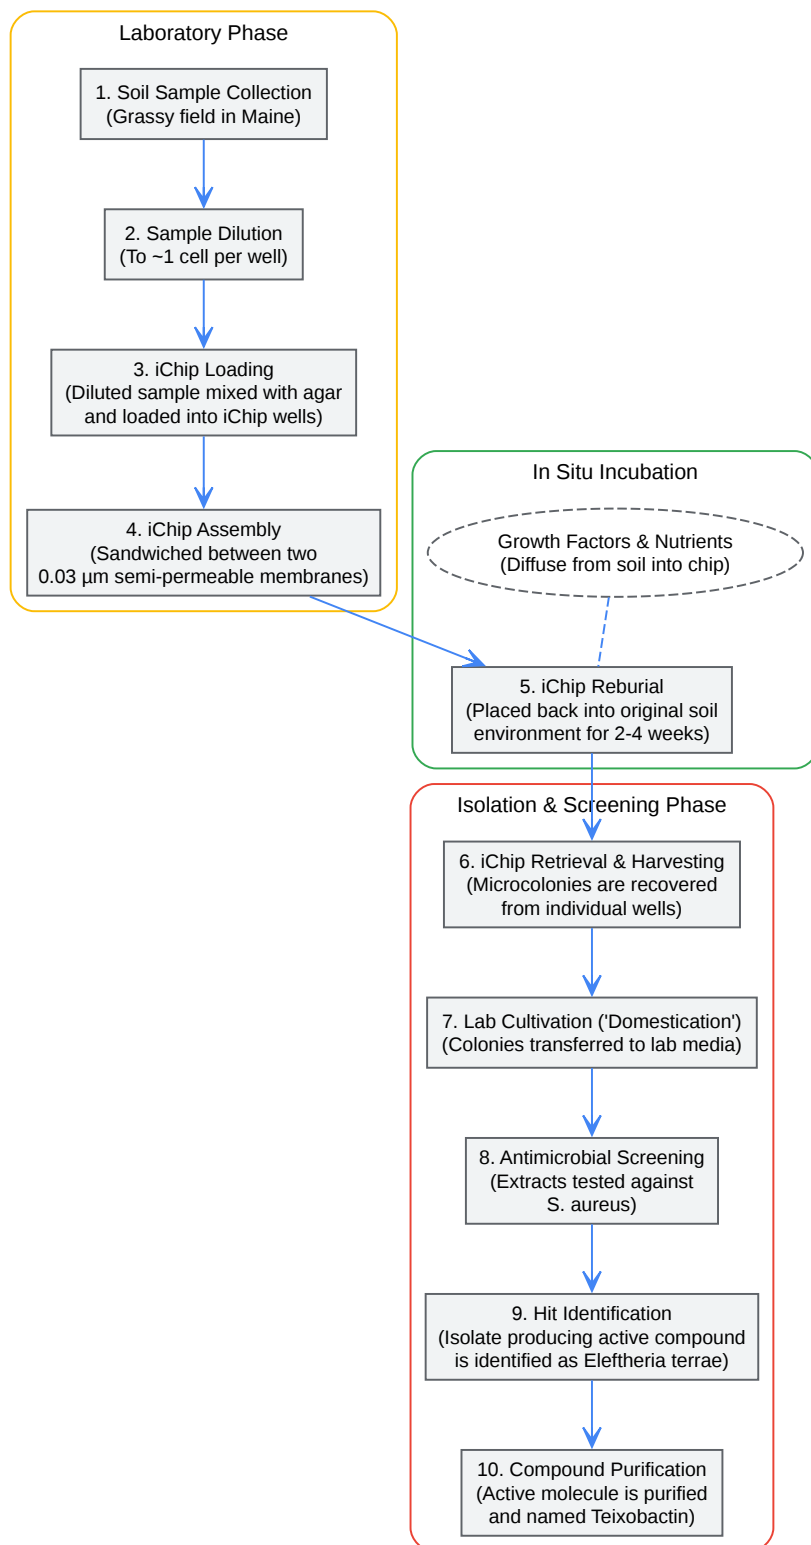 Laboratory Phase
1. Soil Sample Collection
(Grassy field in Maine)
2. Sample Dilution
(To ~1 cell per well)
3. iChip Loading
(Diluted sample mixed with agar
and loaded into iChip wells)
4. iChip Assembly
(Sandwiched between two
0.03 µm semi-permeable membranes)
In Situ Incubation
Growth Factors & Nutrients
(Diffuse from soil into chip)
5. iChip Reburial
(Placed back into original soil
environment for 2-4 weeks)
Isolation & Screening Phase
6. iChip Retrieval & Harvesting
(Microcolonies are recovered
from individual wells)
7. Lab Cultivation ('Domestication')
(Colonies transferred to lab media)
8. Antimicrobial Screening
(Extracts tested against
S. aureus)
9. Hit Identification
(Isolate producing active compound
is identified as Eleftheria terrae)
10. Compound Purification
(Active molecule is purified
and named Teixobactin)